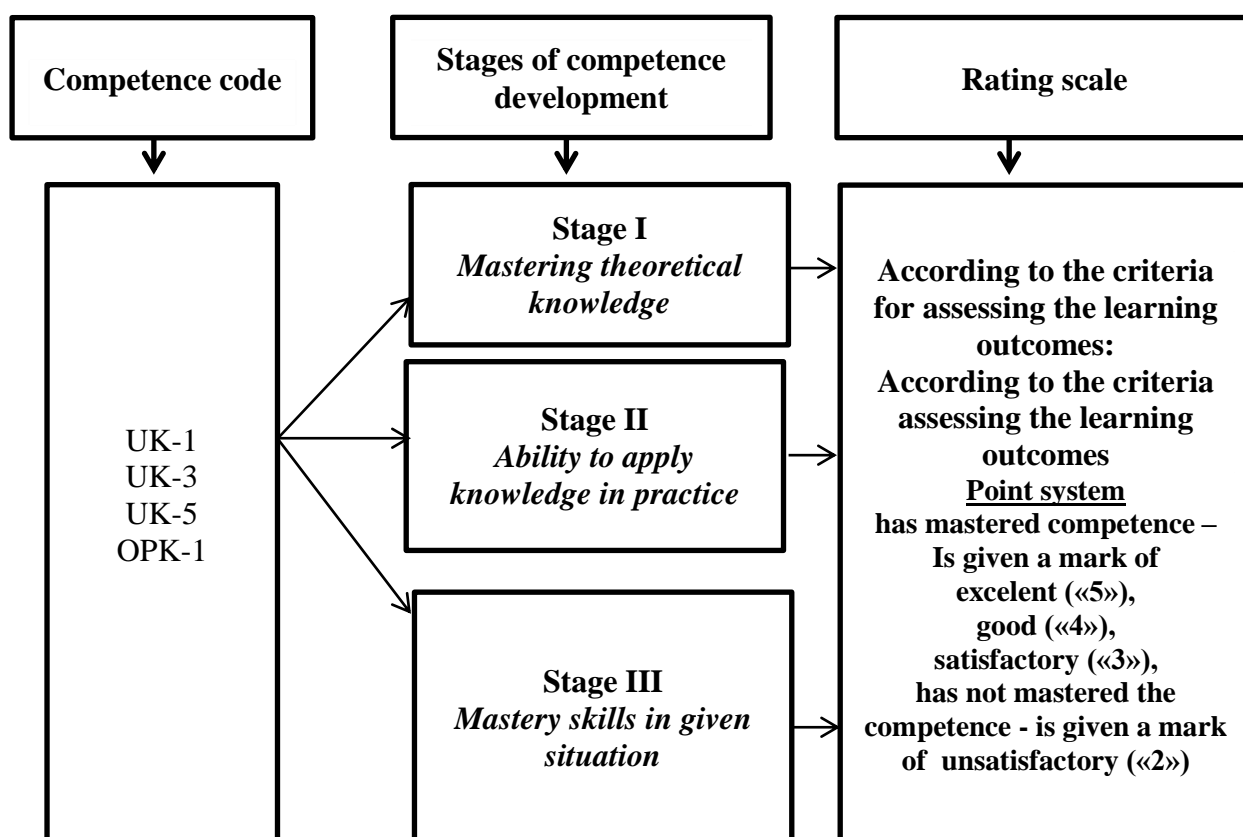 Competence code
Stages of competence
development
Rating scale
UK-1
UK-3
UK-5
OPK-1
Stage I
Mastering theoretical
knowledge
Stage II
Ability to apply
knowledge in practice
Stage III
Mastery skills in given
situation
According to the criteria
for assessing the learning
outcomes:
According to the criteria
assessing the learning
outcomes
Point system
has mastered competence –
Is given a mark of
excelent («5»),
good («4»),
satisfactory («3»),
has not mastered the
competence - is given a mark
of unsatisfactory («2»)